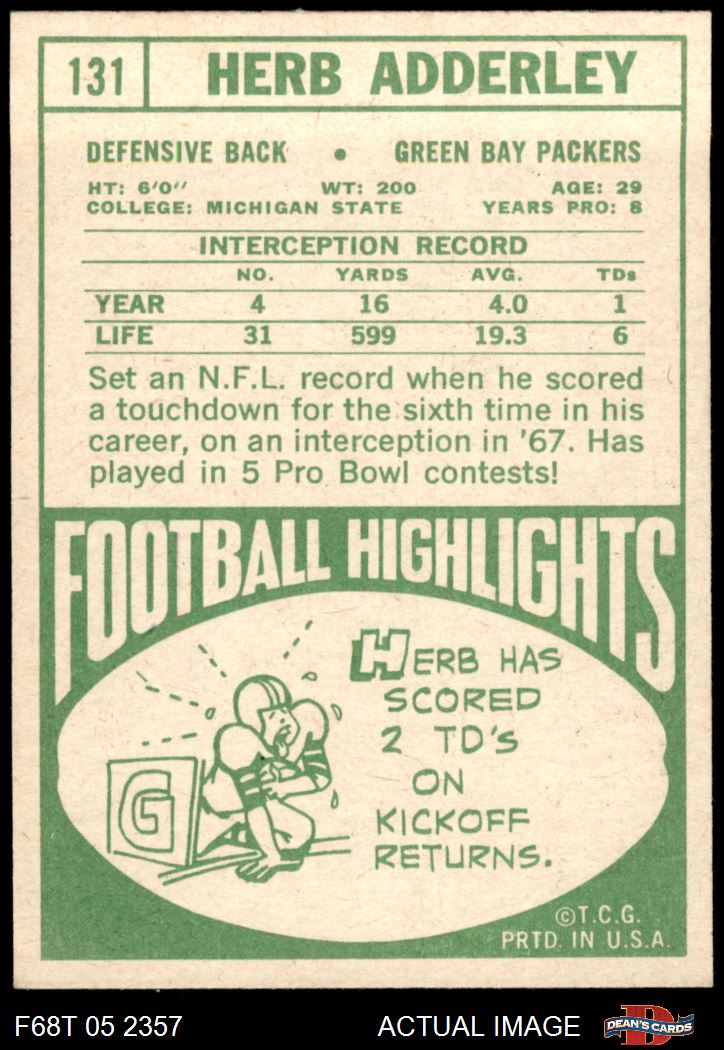 131 HERB ADDERLEY
DEFENSIVE BACK • GREEN BAY PACKERS
HT: 6'0" WT: 200 AGE: 29
COLLEGE: MICHIGAN STATE YEARS PRO: 8
INTERCEPTION RECORD
NO. YARDS AVG. TDs
YEAR 4 16 4.0 1
LIFE 31 599 19.3 6
Set an N.F.L. record when he scored
a touchdown for the sixth time in his
career, on an interception in '67. Has
played in 5 Pro Bowl contests!
FOOTBALL HIGHLIGHTS
HERB HAS
SCORED
2 TD'S
ON
KICKOFF
RETURNS.
G
©T.C.G.
PRTD. IN U.S.A.
F68T 05 2357 ACTUAL IMAGE D DEAN'S CARDS